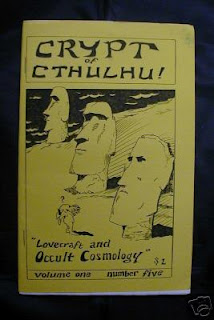 CRYPT
of
CTHULHU!
?
"Lovecraft and
Occult Cosmology"
$2
volume one number five